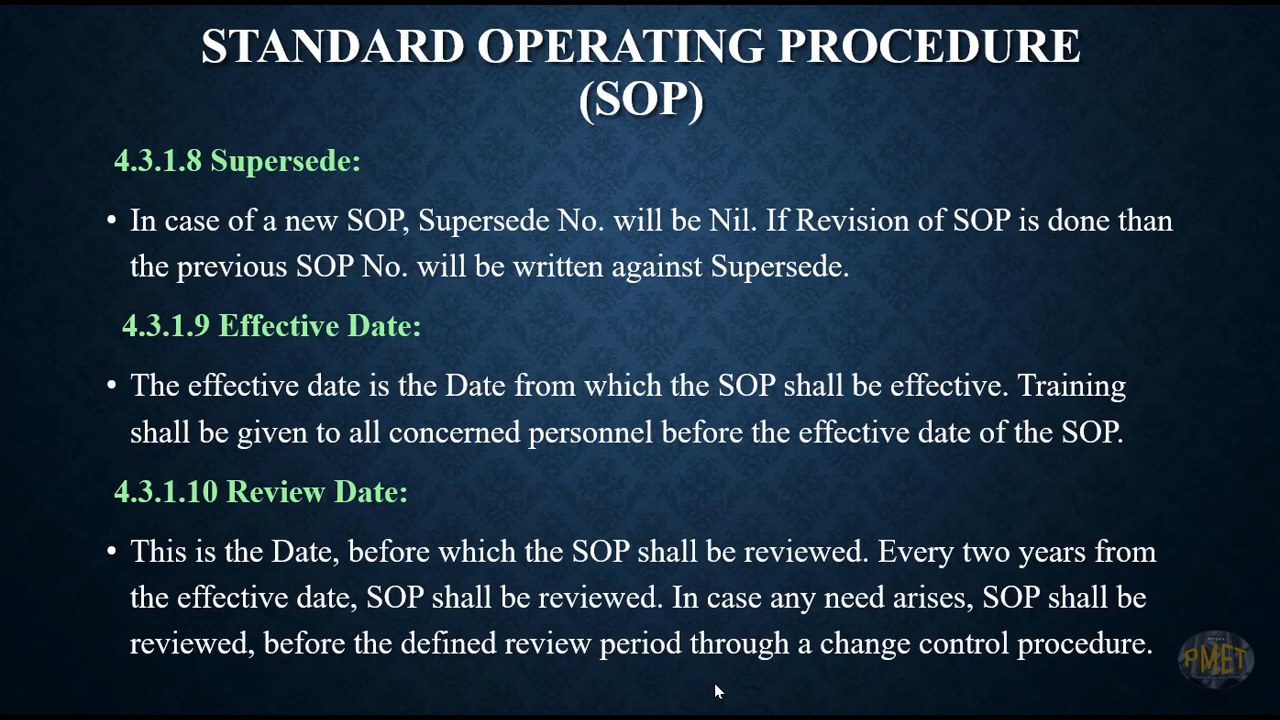 STANDARD OPERATING PROCEDURE
(SOP)
4.3.1.8 Supersede:
• In case of a new SOP, Supersede No. will be Nil. If Revision of SOP is done than
the previous SOP No. will be written against Supersede.
4.3.1.9 Effective Date:
• The effective date is the Date from which the SOP shall be effective. Training
shall be given to all concerned personnel before the effective date of the SOP.
4.3.1.10 Review Date:
• This is the Date, before which the SOP shall be reviewed. Every two years from
the effective date, SOP shall be reviewed. In case any need arises, SOP shall be
reviewed, before the defined review period through a change control procedure.
PMET